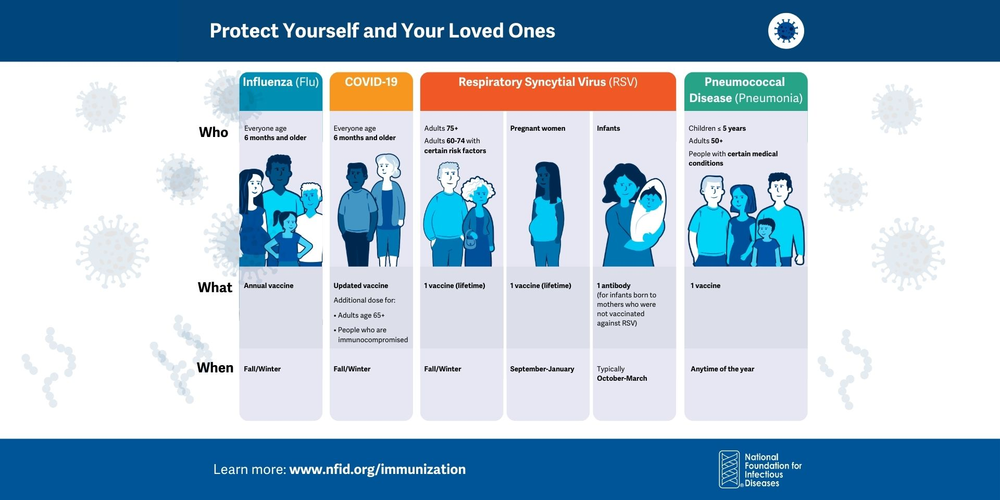 Protect Yourself and Your Loved Ones
Influenza (Flu)
COVID-19
Respiratory Syncytial Virus (RSV)
Pneumococcal
Disease (Pneumonia)
Who
Everyone age
6 months and older
Everyone age
6 months and older
Adults 75+
Adults 60-74 with
certain risk factors
Pregnant women
Infants
Children ≤ 5 years
Adults 50+
People with certain medical
conditions
What
Annual vaccine
Updated vaccine
Additional dose for:
• Adults age 65+
• People who are
immunocompromised
1 vaccine (lifetime)
1 vaccine (lifetime)
1 antibody
(for infants born to
mothers who were
not vaccinated
against RSV)
1 vaccine
When
Fall/Winter
Fall/Winter
Fall/Winter
September-January
Typically
October-March
Anytime of the year
Learn more: www.nfid.org/immunization
National
Foundation for
Infectious
® Diseases